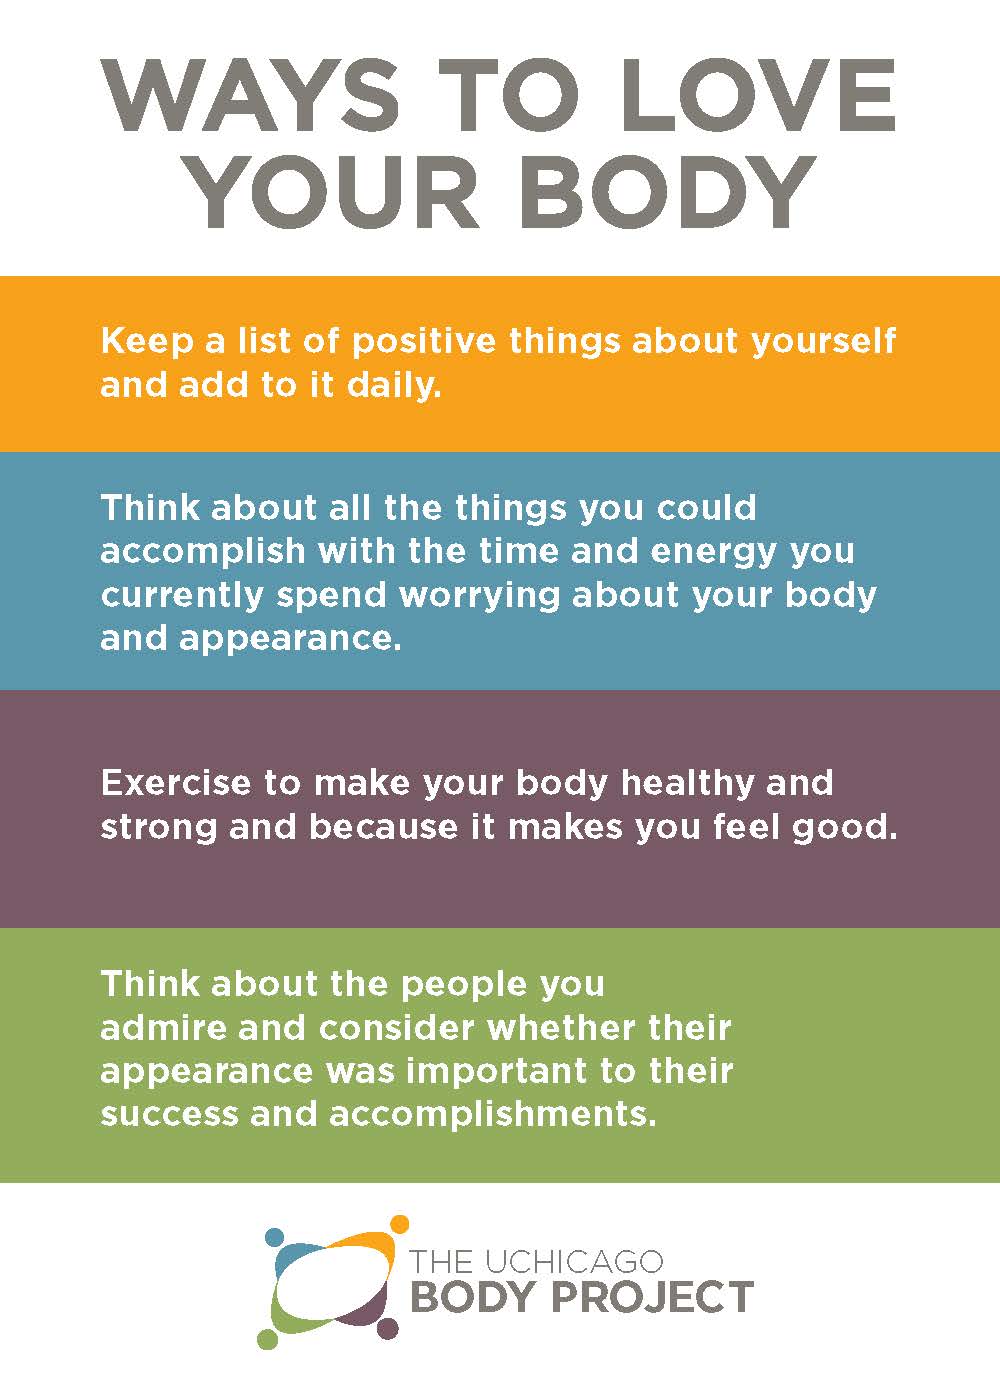 WAYS TO LOVE
YOUR BODY
Keep a list of positive things about yourself
and add to it daily.
Think about all the things you could
accomplish with the time and energy you
currently spend worrying about your body
and appearance.
Exercise to make your body healthy and
strong and because it makes you feel good.
Think about the people you
admire and consider whether their
appearance was important to their
success and accomplishments.
THE UCHICAGO
BODY PROJECT